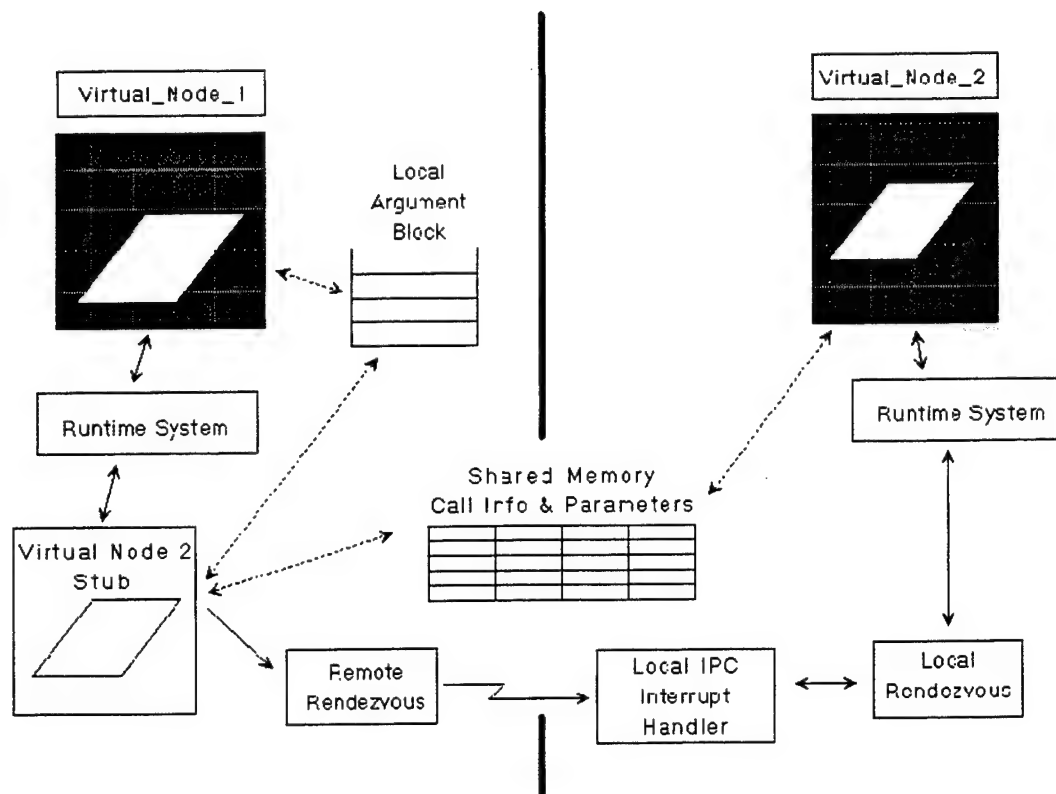 Virtual_Node_1
Virtual_Node_2
Local
Argument
Block
Runtime System
Runtime System
Shared Memory
Call Info & Parameters
Virtual Node 2
Stub
Remote
Rendezvous
Local IPC
Interrupt
Handler
Local
Rendozvous